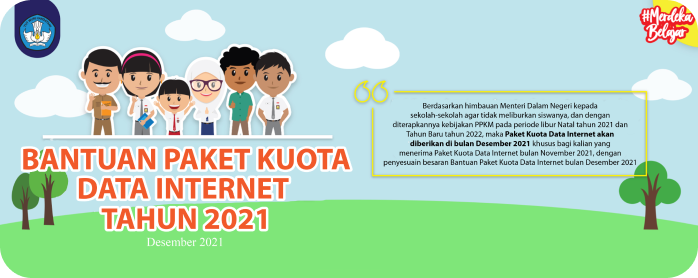 #Merdeka
Belajar
BANTUAN PAKET KUOTA
DATA INTERNET
TAHUN 2021
Desember 2021
Berdasarkan himbauan Menteri Dalam Negeri kepada
sekolah-sekolah agar tidak meliburkan siswanya, dan dengan
diterapkannya kebijakan PPKM pada periode libur Natal tahun 2021 dan
Tahun Baru tahun 2022, maka Paket Kuota Data Internet akan
diberikan di bulan Desember 2021 khusus bagi kalian yang
menerima Paket Kuota Data Internet bulan November 2021, dengan
penyesuain besaran Bantuan Paket Kuota Data Internet bulan Desember 2021